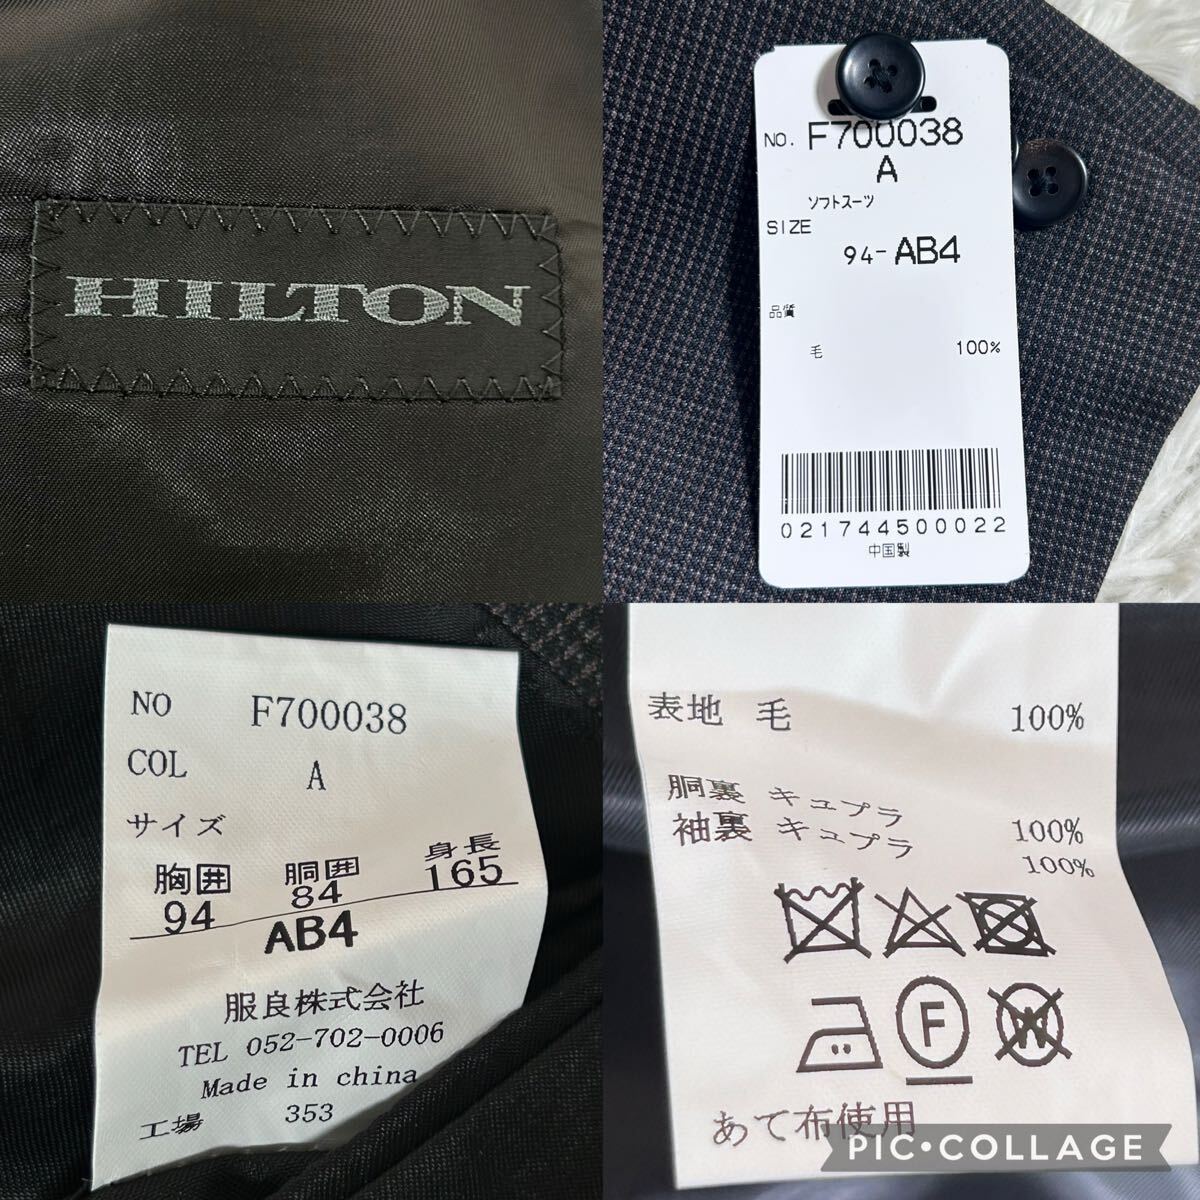 HILTON
NO. F700038
A
ソフトスーツ
SIZE
94-AB4
品質
毛 100%
021744500022
中国製
NO F700038
COL A
サイズ
胸囲 胴囲 身長
94 84 165
AB4
服良株式会社
TEL 052-702-0006
Made in china
工場 353
表地 毛 100%
胴裏 キュプラ 100%
袖裏 キュプラ 100%
F
W
あて布使用
PIC•COLLAGE